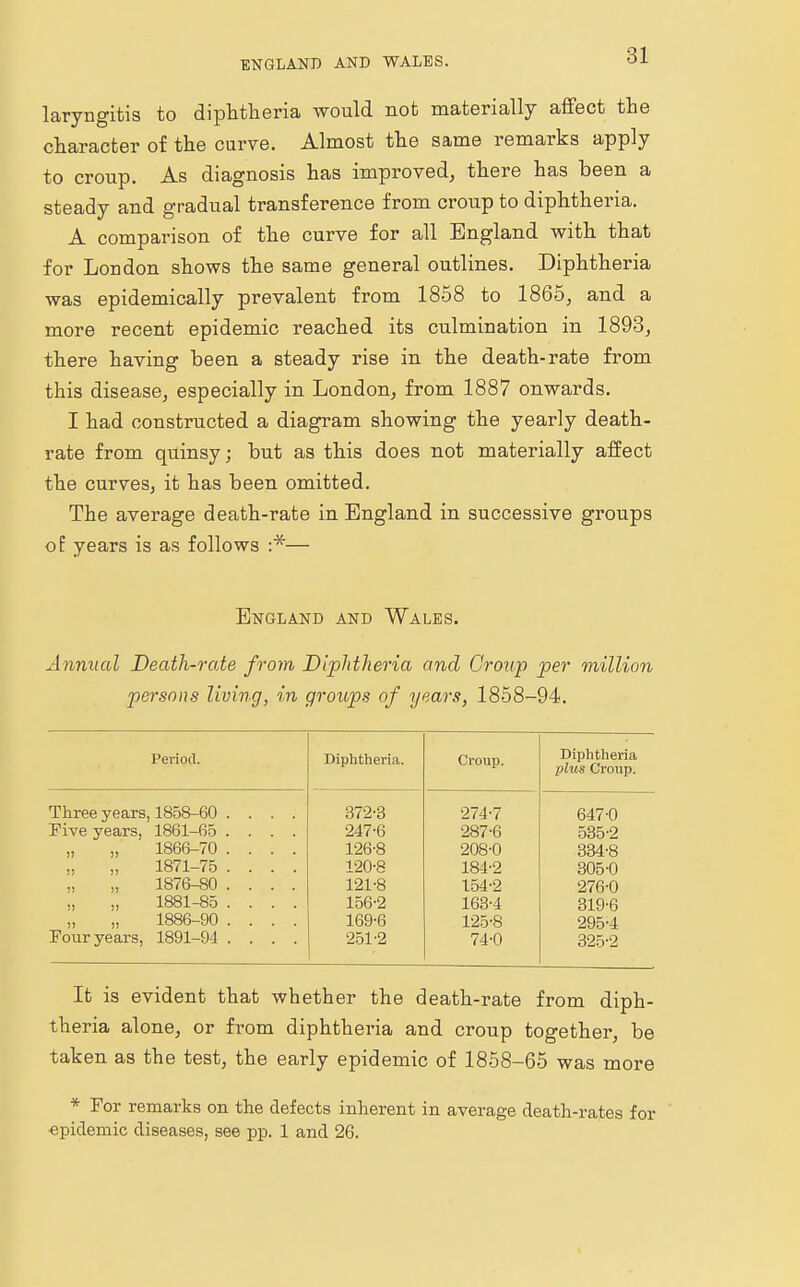 ENGLAND AND WALES. 31
laryngitis to diphtheria would not materially affect the
character of the curve. Almost the same remarks apply
to croup. As diagnosis has improved, there has been a
steady and gradual transference from croup to diphtheria.
A comparison of the curve for all England with that
for London shows the same general outlines. Diphtheria
was epidemically prevalent from 1858 to 1865, and a
more recent epidemic reached its culmination in 1893,
there having been a steady rise in the death-rate from
this disease, especially in London, from 1887 onwards.
I had constructed a diagram showing the yearly death-
rate from quinsy; but as this does not materially affect
the curves, it has been omitted.
The average death-rate in England in successive groups
of years is as follows :*—
ENGLAND AND WALES.
Annual Death-rate from Diphtheria and Croup per million
persons living, in groups of years, 1858–94.
Period. Diphtheria. Croup. Diphtheria plus Croup.
Three years, 1858–60 . . . . 372·3 274·7 647·0
Five years, 1861–65 . . . . 247·6 287·6 535·2
„ „ 1866–70 . . . . 126·8 208·0 334·8
„ „ 1871–75 . . . . 120·8 184·2 305·0
„ „ 1876–80 . . . . 121·8 154·2 276·0
„ „ 1881–85 . . . . 156·2 163·4 319·6
„ „ 1886–90 . . . . 169·6 125·8 295·4
Four years, 1891–94 . . . . 251·2 74·0 325·2
It is evident that whether the death-rate from diph-
theria alone, or from diphtheria and croup together, be
taken as the test, the early epidemic of 1858–65 was more
* For remarks on the defects inherent in average death-rates for
epidemic diseases, see pp. 1 and 26.